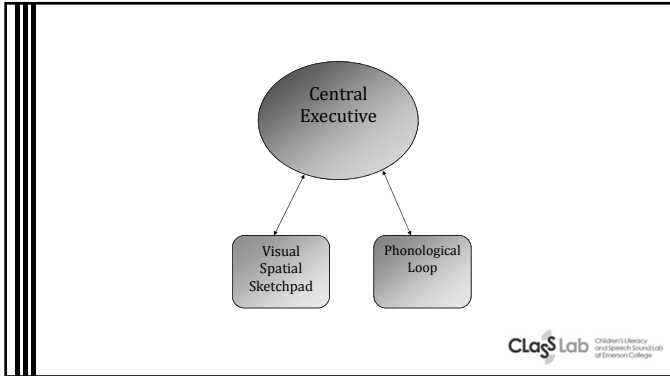 Central
Executive
Visual
Spatial
Sketchpad
Phonological
Loop
CLasS Lab
Children's Literacy
and Speech Sound Lab
at Emerson College